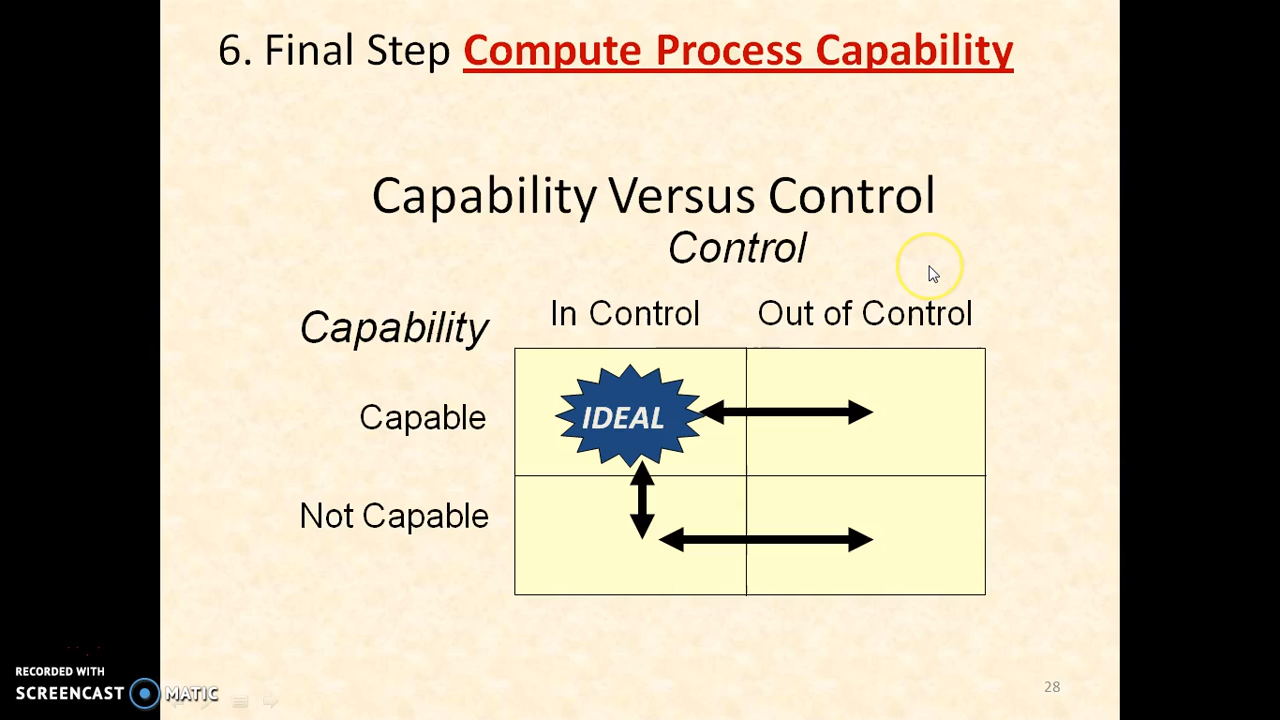 6. Final Step Compute Process Capability
Capability Versus Control
Control
Capability
In Control
Out of Control
Capable
IDEAL
Not Capable
RECORDED WITH
SCREENCAST MATIC
28